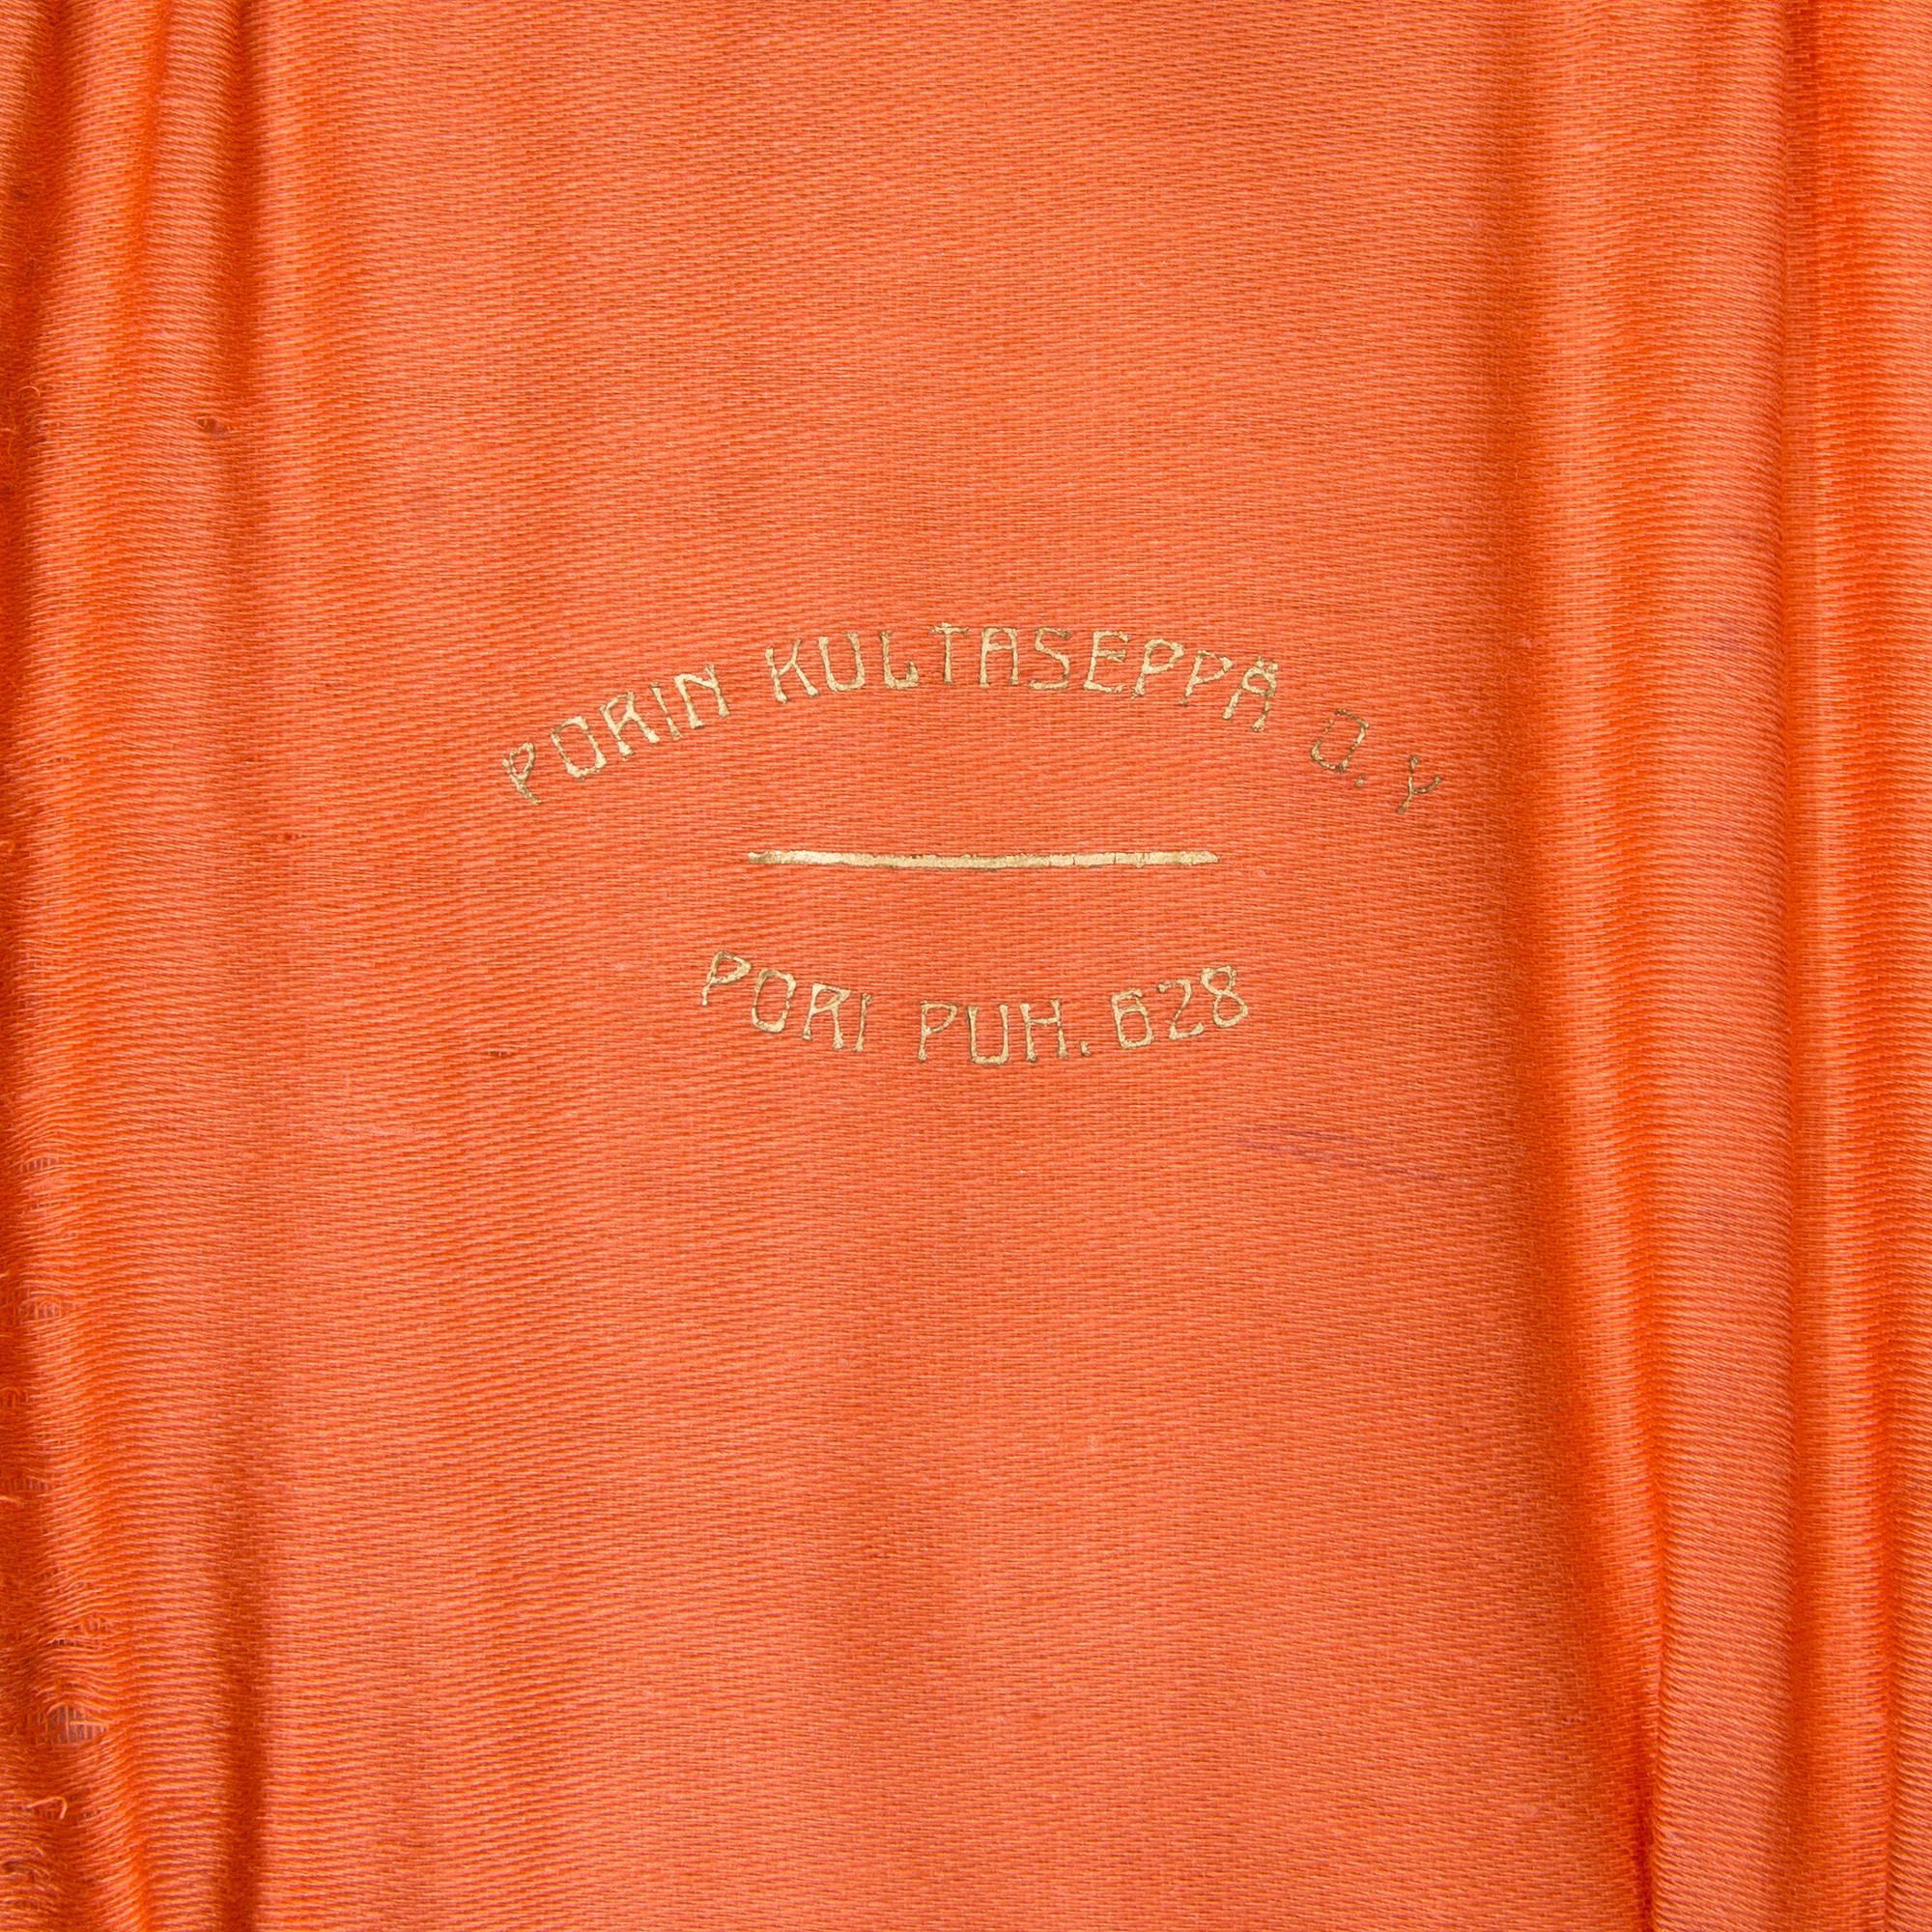 PORIN KULTASEPPÄ O.Y
PORI PUH. 628